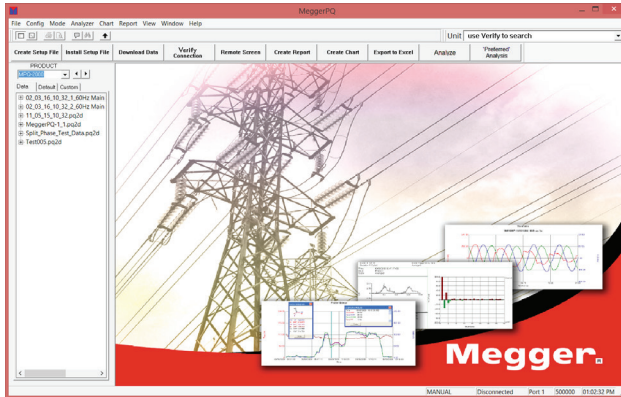 MeggerPQ
File Config Mode Analyzer Chart Report View Window Help
Unit use Verify to search
Create Setup File Install Setup File Download Data Verify Connection Remote Screen Create Report Create Chart Export to Excel Analyze 'Preferred' Analysis
PRODUCT
Data Default Custom
02_03_16_10_32_1_60Hz Main
02_03_16_10_32_2_60Hz Main
11_05_15_10_32.pq2d
MeggerPQ-1_1.pq2d
Split_Phase_Test_Data.pq2d
Test005.pq2d
Megger.
MANUAL Disconnected Port 1 500000 01:02:32 PM